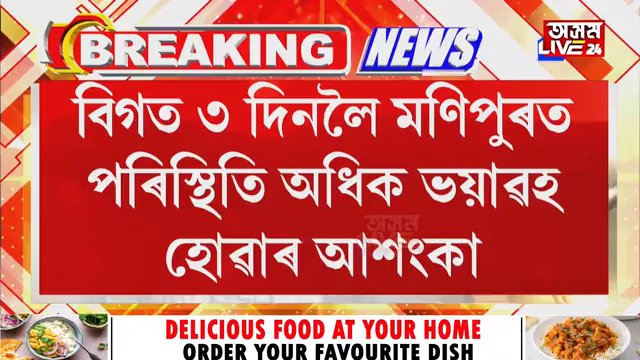 BREAKING NEWS
অসম
LIVE 24
বিগত ৩ দিনলৈ মণিপুৰত
পৰিস্থিতি অধিক ভয়াৱহ
হোৱাৰ আশংকা
DELICIOUS FOOD AT YOUR HOME
ORDER YOUR FAVOURITE DISH